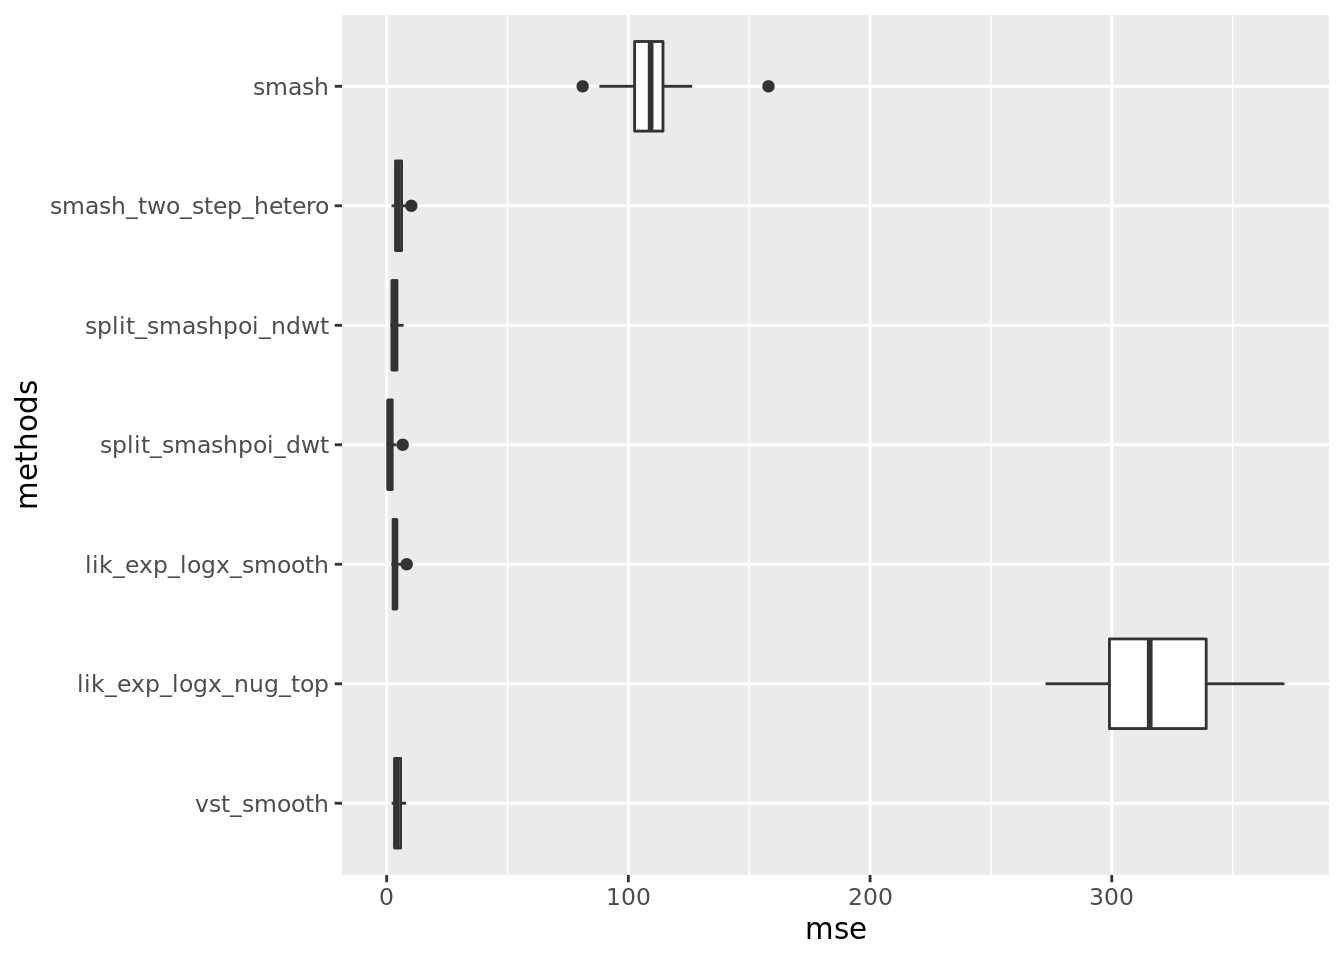 smash
smash_two_step_hetero
split_smashpoi_ndwt
split_smashpoi_dwt
lik_exp_logx_smooth
lik_exp_logx_nug_top
vst_smooth
methods
0 100 200 300
mse